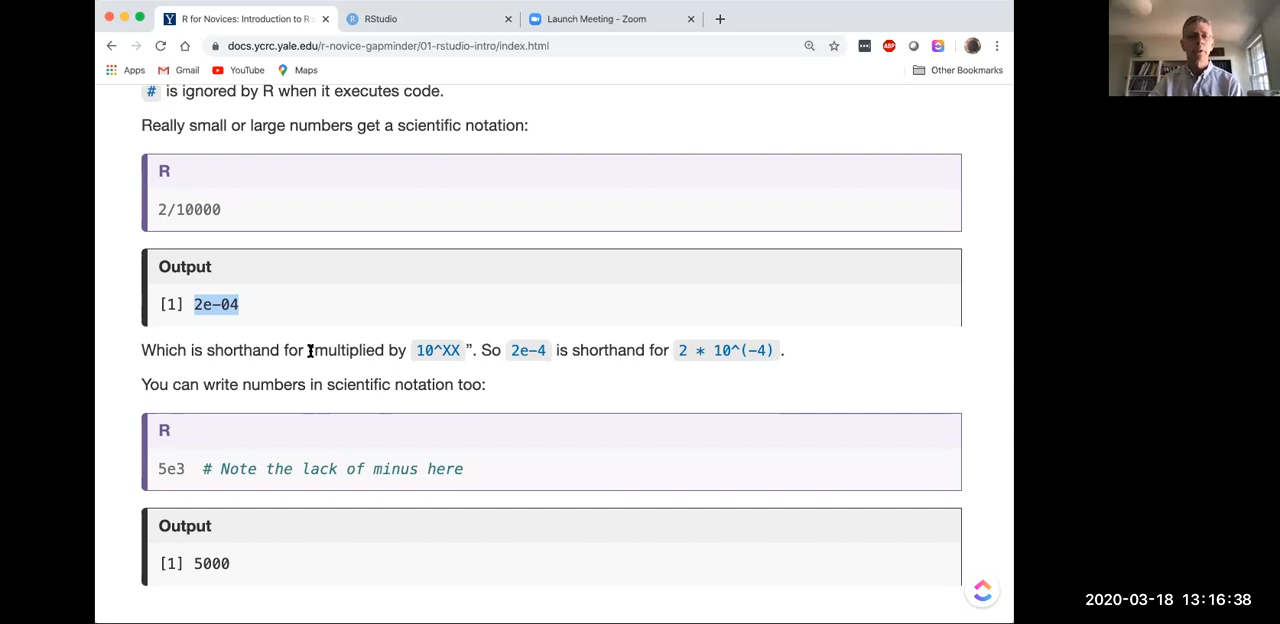 R for Novices: Introduction to R a
RStudio
Launch Meeting - Zoom
docs.ycrc.yale.edu/r-novice-gapminder/01-rstudio-intro/index.html
ABP
Apps
Gmail
YouTube
Maps
Other Bookmarks
# is ignored by R when it executes code.
Really small or large numbers get a scientific notation:
R
2/10000
Output
[1] 2e-04
Which is shorthand for “multiplied by 10^XX ”. So 2e-4 is shorthand for 2 * 10^(-4) .
You can write numbers in scientific notation too:
R
5e3 # Note the lack of minus here
Output
[1] 5000
2020-03-18 13:16:38